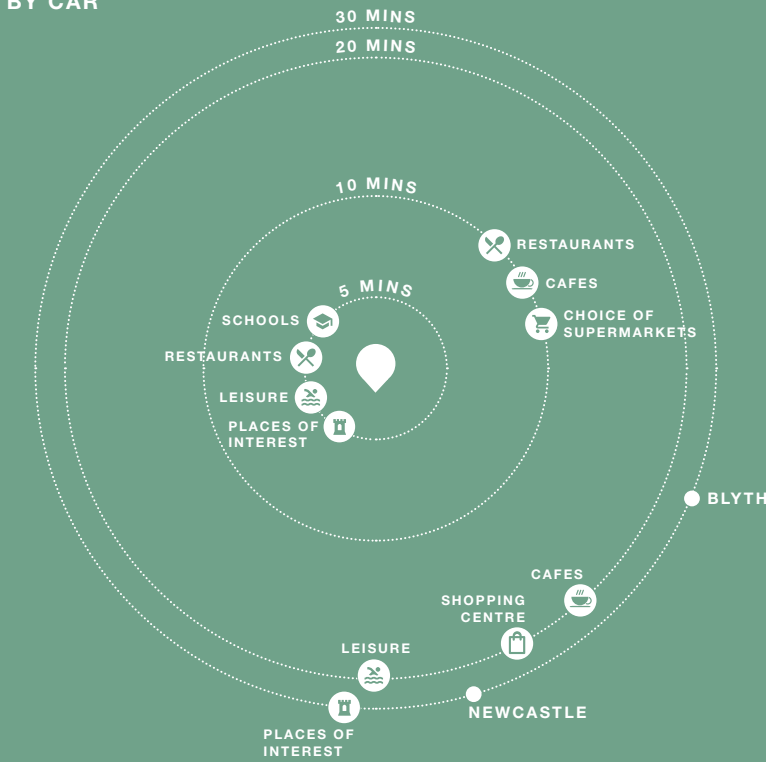 BY CAR
30 MINS
20 MINS
10 MINS
RESTAURANTS
CAFES
5 MINS
CHOICE OF
SUPERMARKETS
SCHOOLS
RESTAURANTS
LEISURE
PLACES OF
INTEREST
BLYTH
CAFES
SHOPPING
CENTRE
LEISURE
NEWCASTLE
PLACES OF
INTEREST